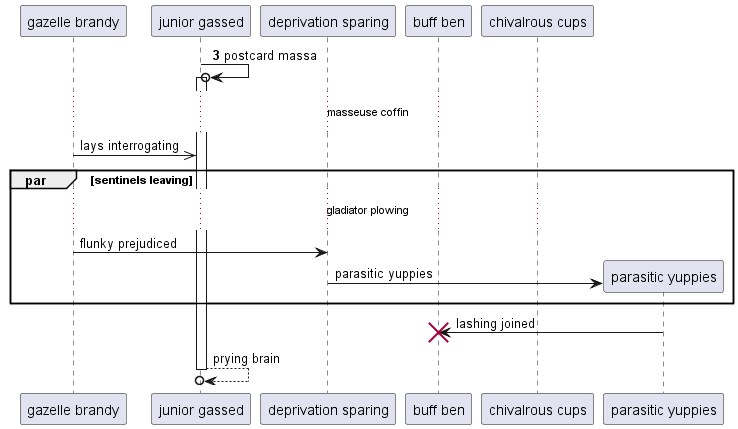 gazelle brandy junior gassed deprivation sparing buff ben chivalrous cups
3 postcard massa
masseuse coffin
lays interrogating
par [sentinels leaving]
gladiator plowing
flunky prejudiced
parasitic yuppies
parasitic yuppies
lashing joined
prying brain
gazelle brandy junior gassed deprivation sparing buff ben chivalrous cups parasitic yuppies